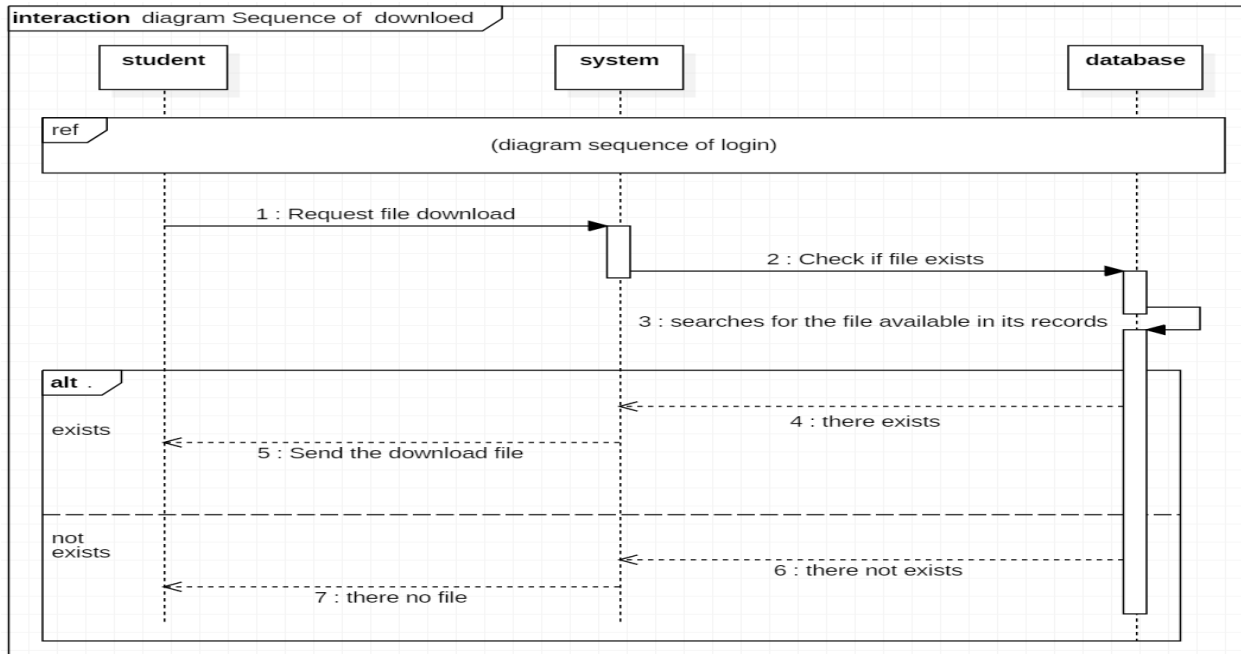 interaction diagram Sequence of downloed
student
system
database
ref
(diagram sequence of login)
1 : Request file download
2 : Check if file exists
3 : searches for the file available in its records
alt .
exists
4 : there exists
5 : Send the download file
not
exists
6 : there not exists
7 : there no file